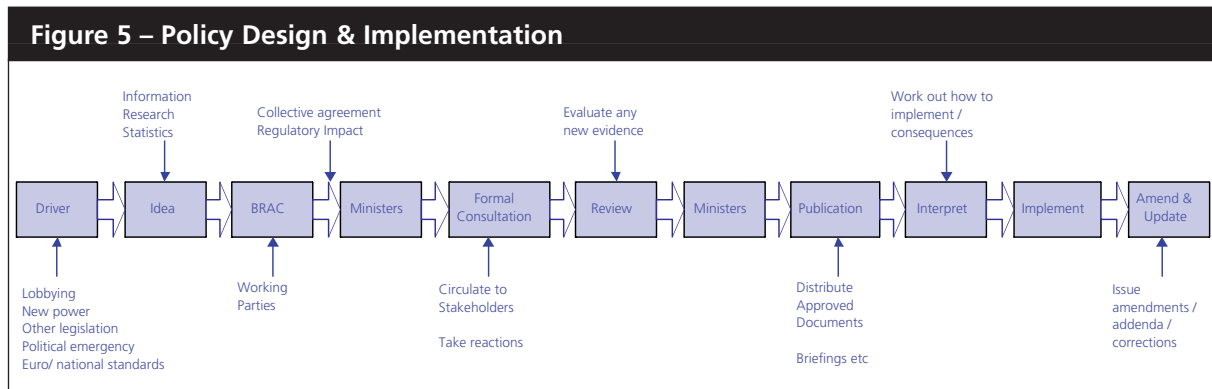 Figure 5 – Policy Design & Implementation
Information
Research
Statistics
Collective agreement
Regulatory Impact
Evaluate any
new evidence
Work out how to
implement /
consequences
Driver
Idea
BRAC
Ministers
Formal
Consultation
Review
Ministers
Publication
Interpret
Implement
Amend &
Update
Lobbying
New power
Other legislation
Political emergency
Euro/ national standards
Working
Parties
Circulate to
Stakeholders
Take reactions
Distribute
Approved
Documents
Briefings etc
Issue
amendments /
addenda /
corrections